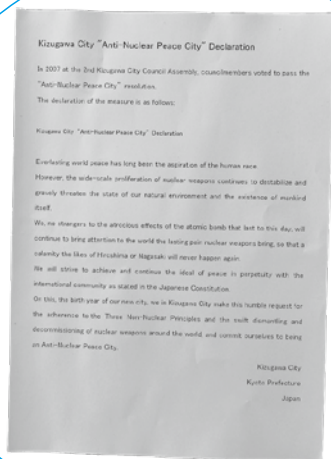 Kizugawa City "Anti-Nuclear Peace City" Declaration
In 2007 at the 2nd Kizugawa City Council Assembly, councilmembers voted to pass the
"Anti-Nuclear Peace City" resolution.
The declaration of the measure is as follows:
Kizugawa City "Anti-Nuclear Peace City" Declaration
Everlasting world peace has long been the aspiration of the human race.
However, the wide-scale proliferation of nuclear weapons continues to destabilize and
gravely threaten the state of our natural environment and the existence of mankind
itself.
We, no strangers to the atrocious effects of the atomic bomb that last to this day, will
continue to bring attention to the world the lasting pain nuclear weapons bring, so that a
calamity the likes of Hiroshima or Nagasaki will never happen again.
We will strive to achieve and continue the ideal of peace in perpetuity with the
international community as stated in the Japanese Constitution.
On this, the birth year of our new city, we in Kizugawa City make this humble request for
the adherence to the Three Non-Nuclear Principles and the swift dismantling and
decommissioning of nuclear weapons around the world, and commit ourselves to being
an Anti-Nuclear Peace City.
Kizugawa City
Kyoto Prefecture
Japan